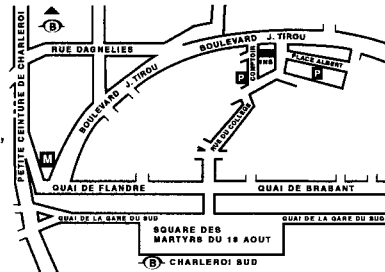 B
PETITE CEINTURE DE CHARLEROI
RUE DAGNELIES
BOULEVARD J. TIROU
BOULEVARD J. TIROU
COMPTOIR
PLACE ALBERT
P
P
RUE DU COLLEGE
M
QUAI DE FLANDRE
QUAI DE BRABANT
QUAI DE LA GARE DU SUD
QUAI DE LA GARE DU SUD
SQUARE DES
MARTYRS DU 18 AOUT
B CHARLEROI SUD